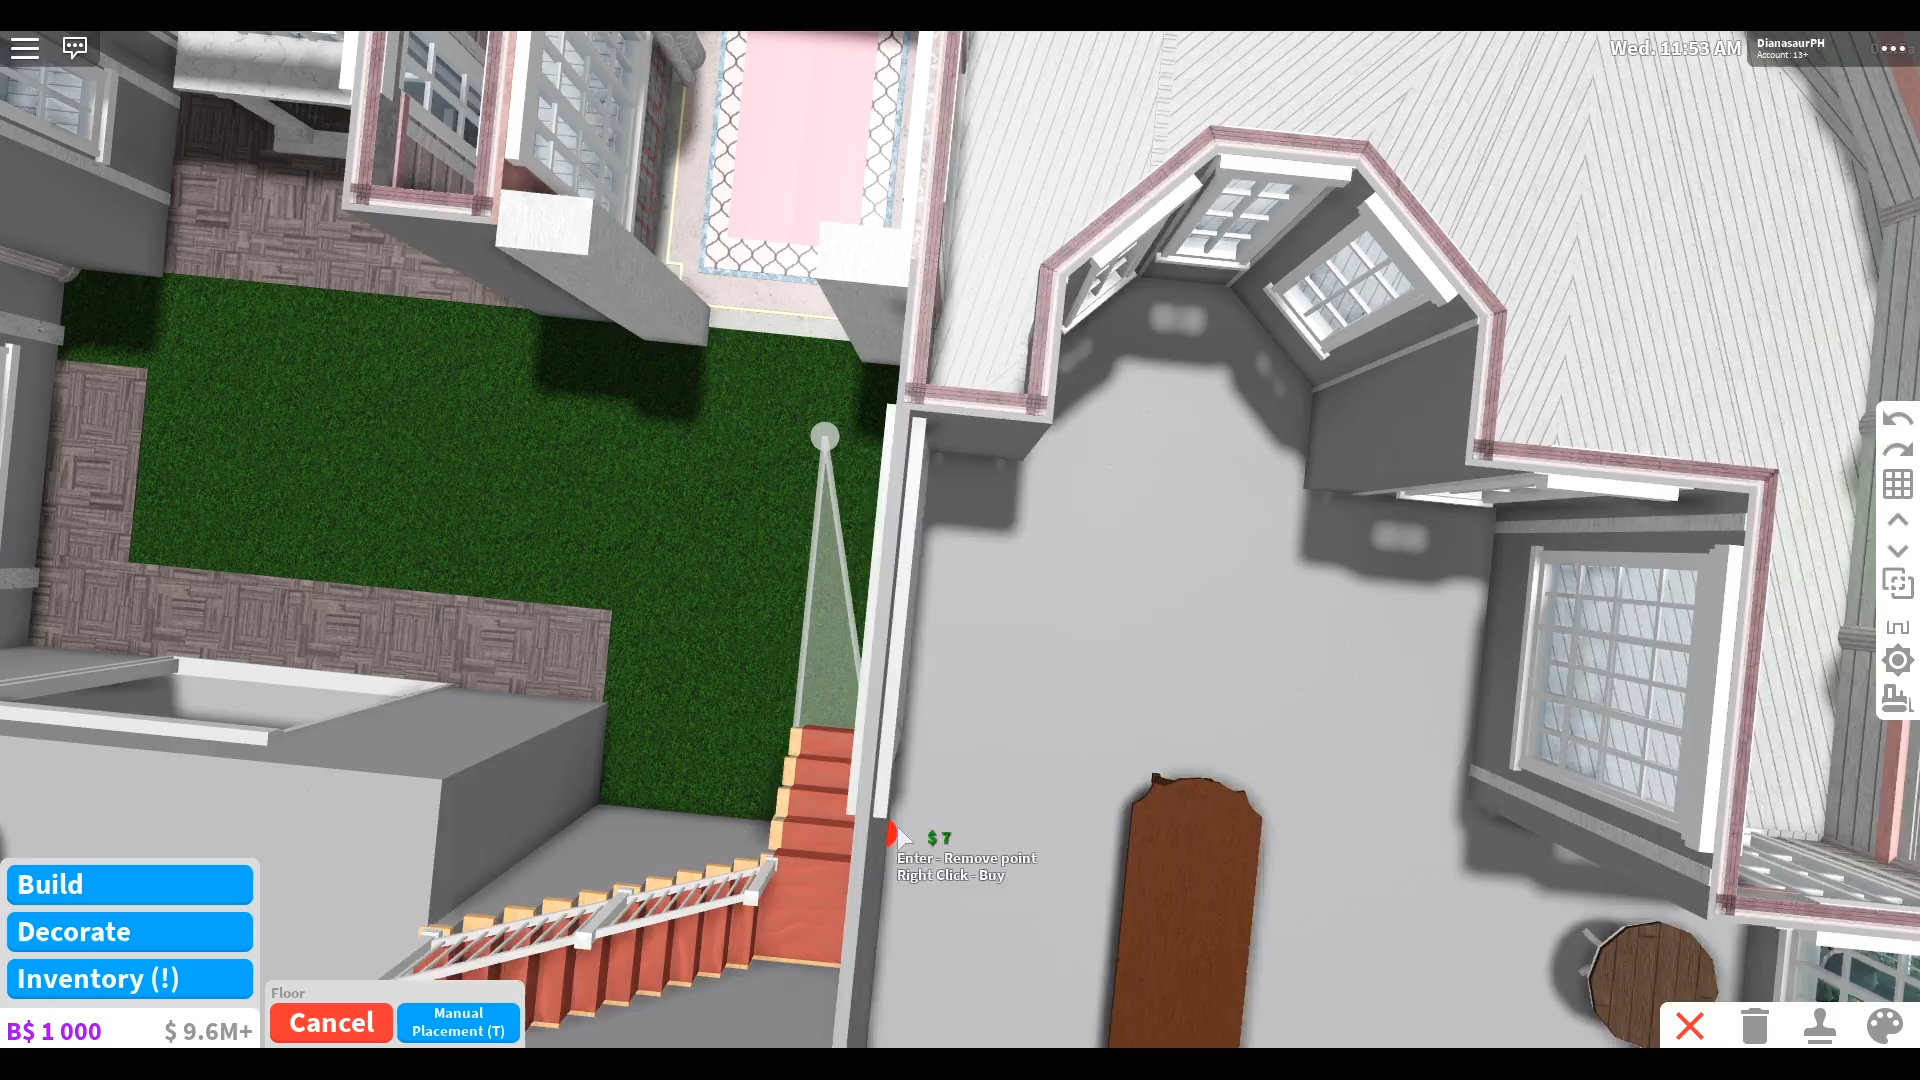 Wed. 11:53 AM
DianasaurPH
Account: 13+
$ 7
Enter - Remove point
Right Click - Buy
Build
Decorate
Inventory (!)
B$ 1 000
$ 9.6M+
Floor
Cancel
Manual
Placement (T)